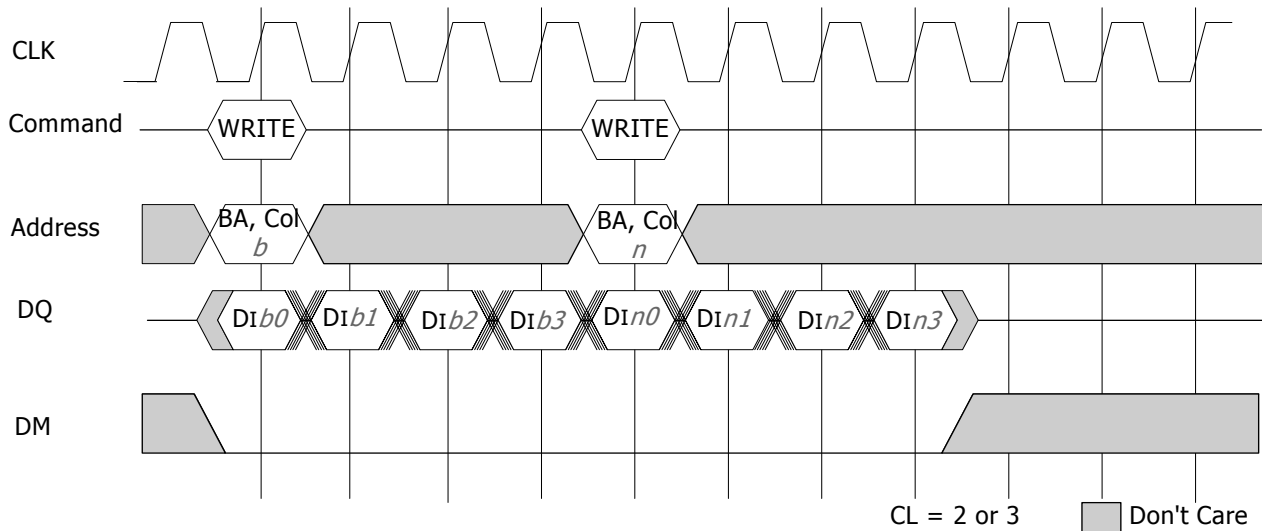 CLK
Command WRITE WRITE
Address BA, Col b BA, Col n
DQ DIb0 DIb1 DIb2 DIb3 DIn0 DIn1 DIn2 DIn3
DM
CL = 2 or 3 Don't Care